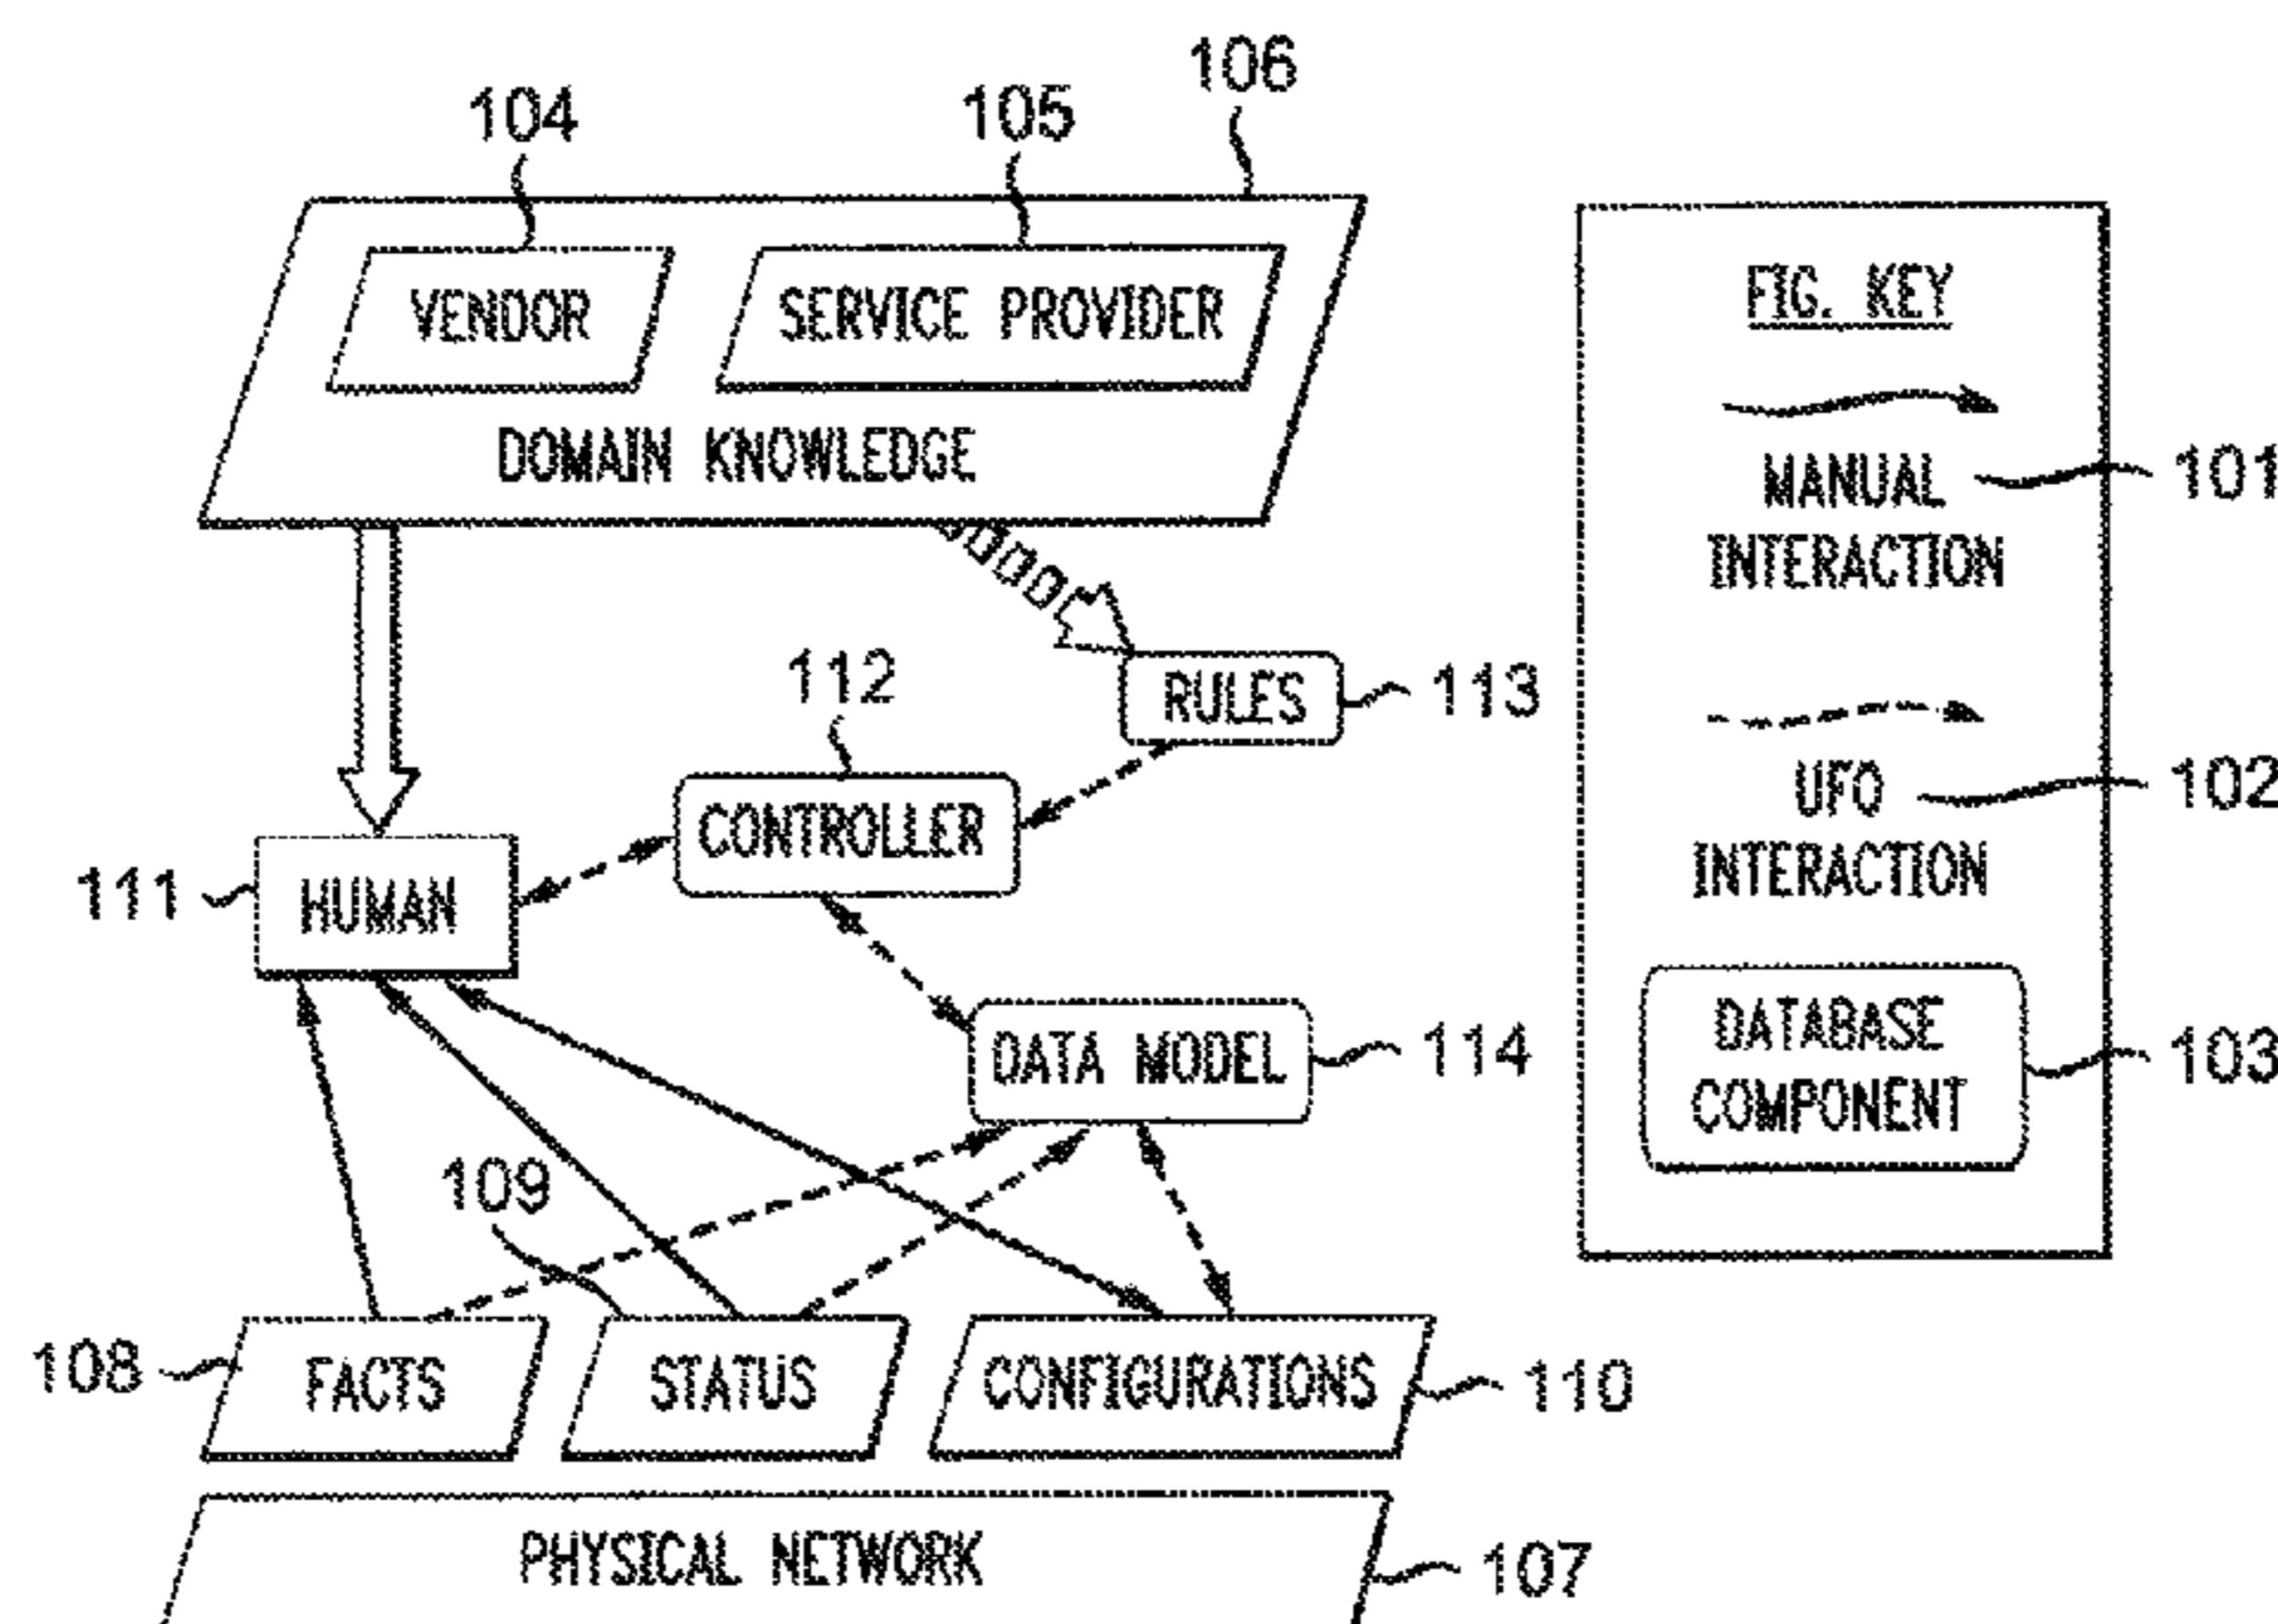 106
104
105
VENDOR
SERVICE PROVIDER
DOMAIN KNOWLEDGE
RULES
113
112
CONTROLLER
111
HUMAN
DATA MODEL
114
109
108
FACTS
STATUS
CONFIGURATIONS
110
PHYSICAL NETWORK
107
FIG. KEY
MANUAL
INTERACTION
101
UFO
INTERACTION
102
DATABASE
COMPONENT
103